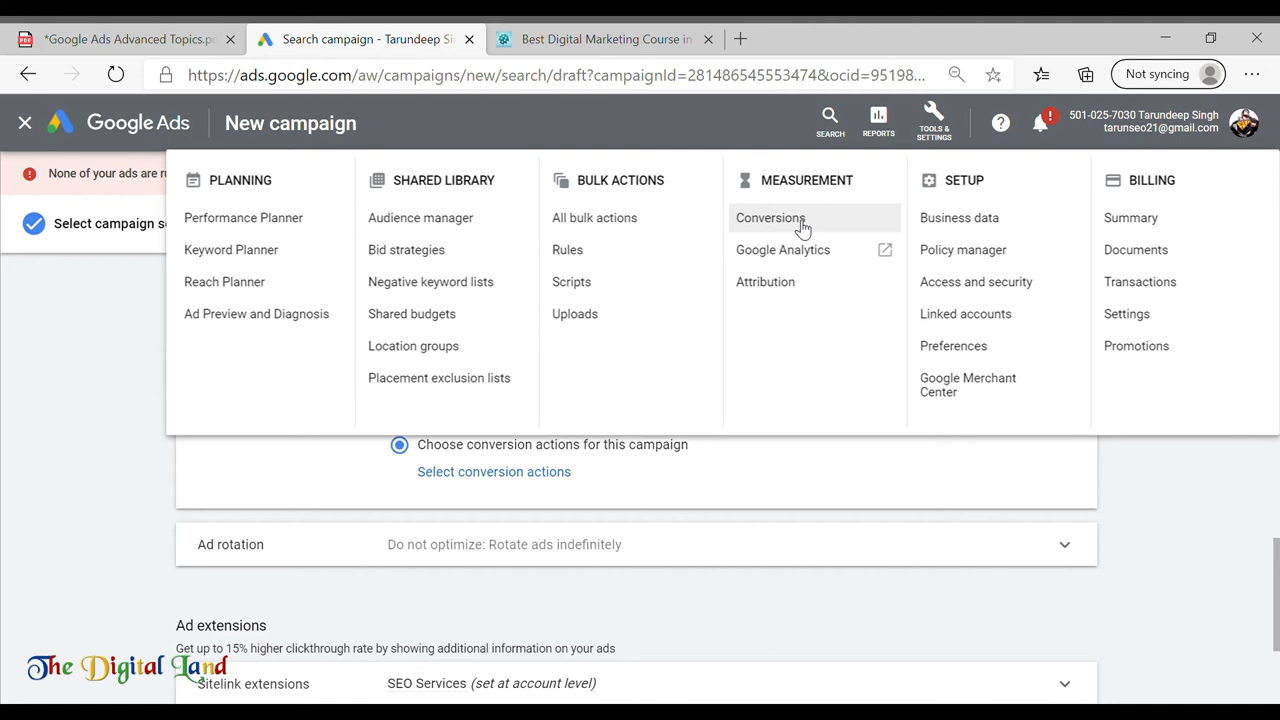 *Google Ads Advanced Topics.pc
Search campaign - Tarundeep Sin
Best Digital Marketing Course in
https://ads.google.com/aw/campaigns/new/search/draft?campaignId=281486545553474&ocid=95198...
Not syncing
Google Ads
New campaign
SEARCH
REPORTS
TOOLS &
SETTINGS
501-025-7030 Tarundeep Singh
tarunseo21@gmail.com
None of your ads are ru
Select campaign se
PLANNING
Performance Planner
Keyword Planner
Reach Planner
Ad Preview and Diagnosis
SHARED LIBRARY
Audience manager
Bid strategies
Negative keyword lists
Shared budgets
Location groups
Placement exclusion lists
BULK ACTIONS
All bulk actions
Rules
Scripts
Uploads
MEASUREMENT
Conversions
Google Analytics
Attribution
SETUP
Business data
Policy manager
Access and security
Linked accounts
Preferences
Google Merchant
Center
BILLING
Summary
Documents
Transactions
Settings
Promotions
Choose conversion actions for this campaign
Select conversion actions
Ad rotation
Do not optimize: Rotate ads indefinitely
Ad extensions
Get up to 15% higher clickthrough rate by showing additional information on your ads
The Digital Land
Sitelink extensions
SEO Services (set at account level)